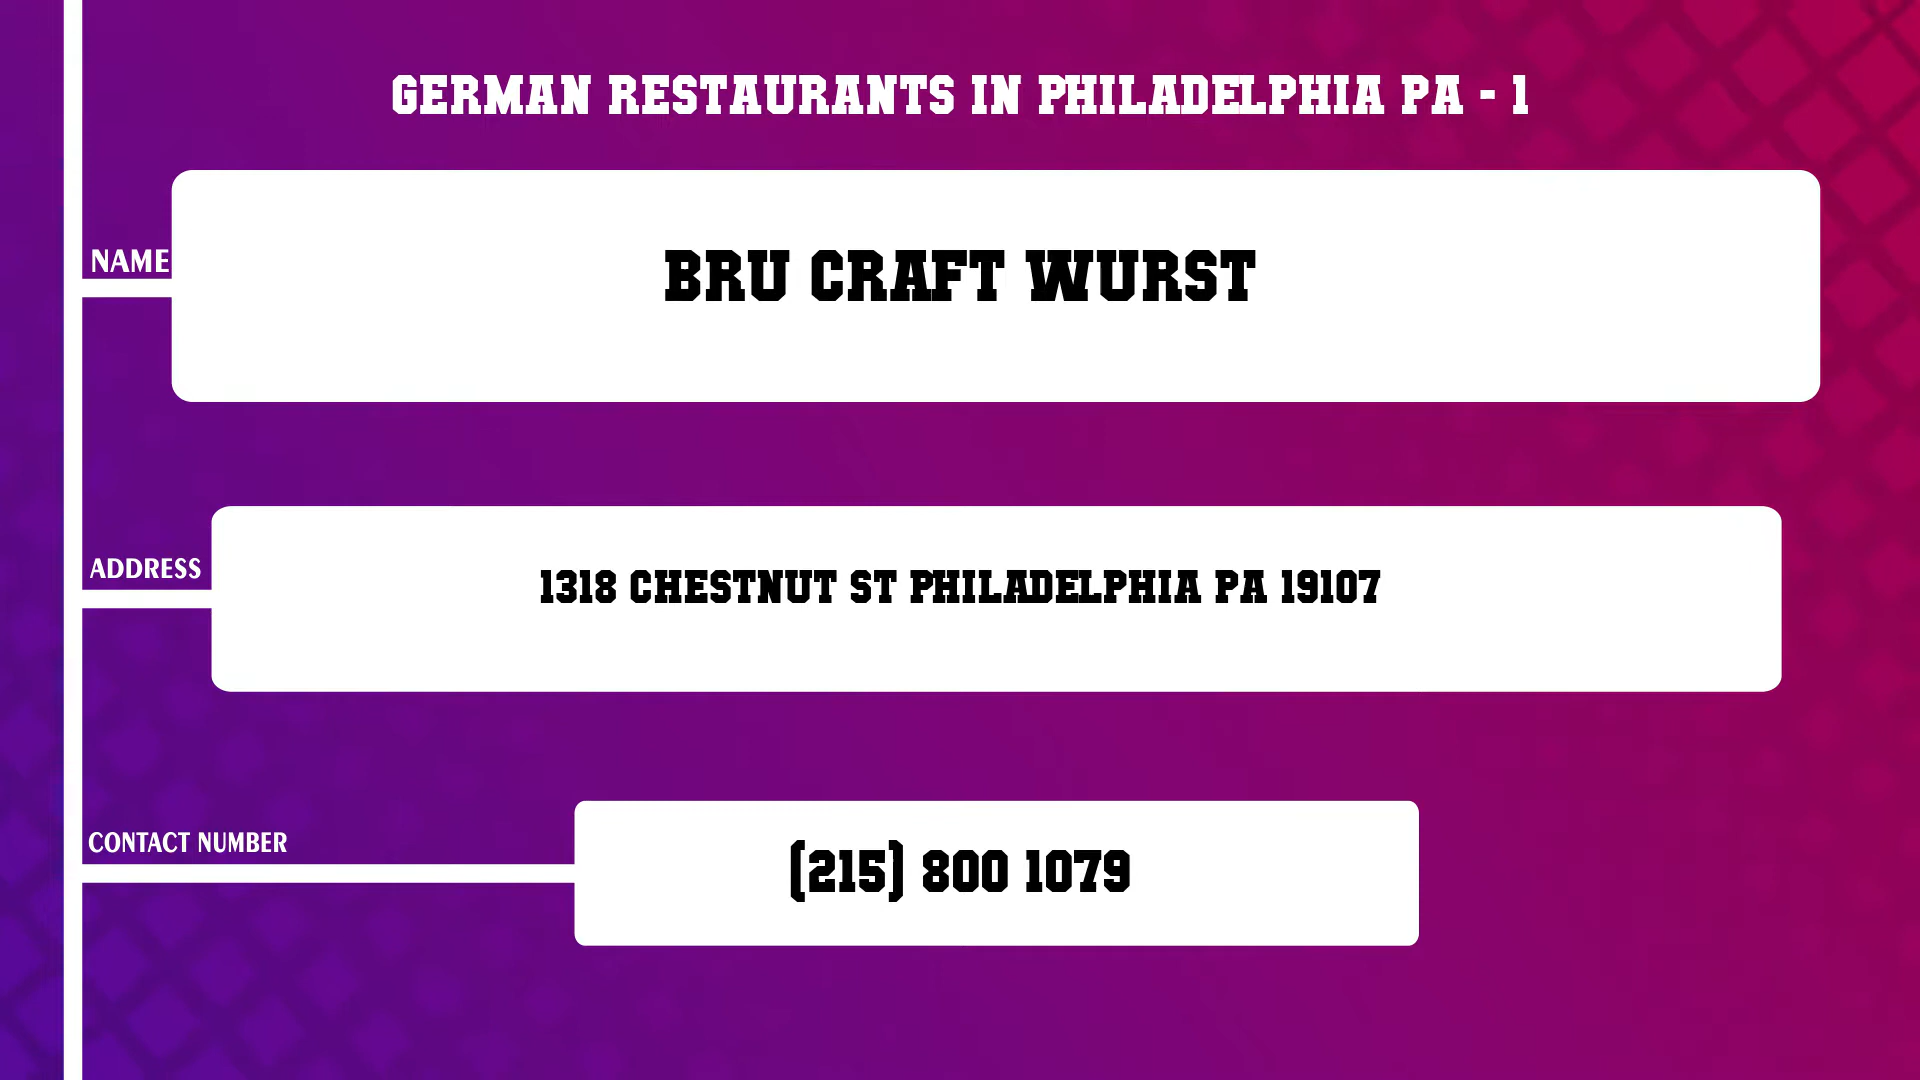 GERMAN RESTAURANTS IN PHILADELPHIA PA - 1
NAME
BRU CRAFT WURST
ADDRESS
1318 CHESTNUT ST PHILADELPHIA PA 19107
CONTACT NUMBER
(215) 800 1079